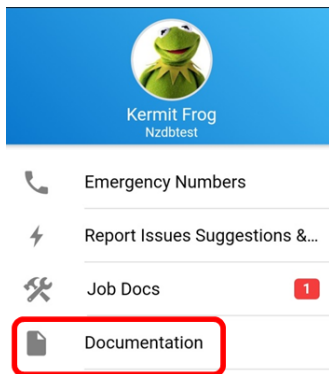 Kermit Frog
Nzdbtest
Emergency Numbers
Report Issues Suggestions &...
Job Docs 1
Documentation